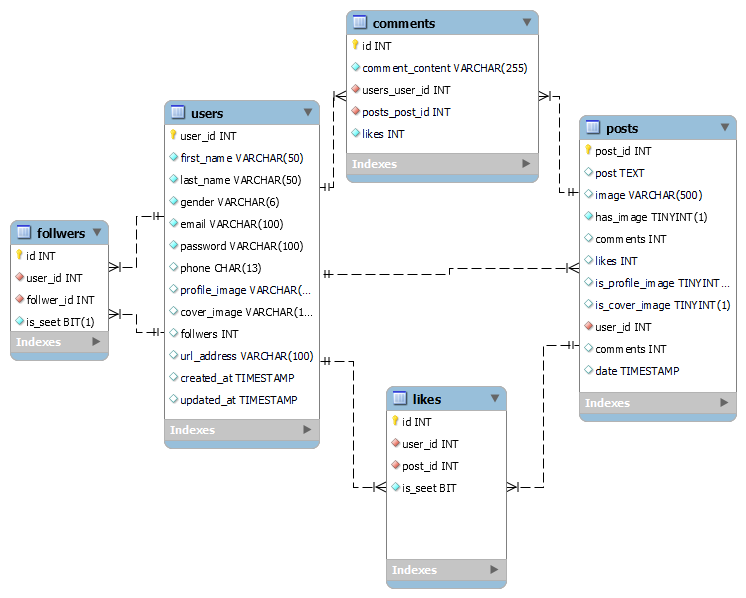 comments
id INT
comment_content VARCHAR(255)
users_user_id INT
posts_post_id INT
likes INT
Indexes
users
user_id INT
first_name VARCHAR(50)
last_name VARCHAR(50)
gender VARCHAR(6)
email VARCHAR(100)
password VARCHAR(100)
phone CHAR(13)
profile_image VARCHAR(...
cover_image VARCHAR(1...
follwers INT
url_address VARCHAR(100)
created_at TIMESTAMP
updated_at TIMESTAMP
Indexes
posts
post_id INT
post TEXT
image VARCHAR(500)
has_image TINYINT(1)
comments INT
likes INT
is_profile_image TINYINT...
is_cover_image TINYINT(1)
user_id INT
comments INT
date TIMESTAMP
Indexes
follwers
id INT
user_id INT
follwer_id INT
is_seet BIT(1)
Indexes
likes
id INT
user_id INT
post_id INT
is_seet BIT
Indexes